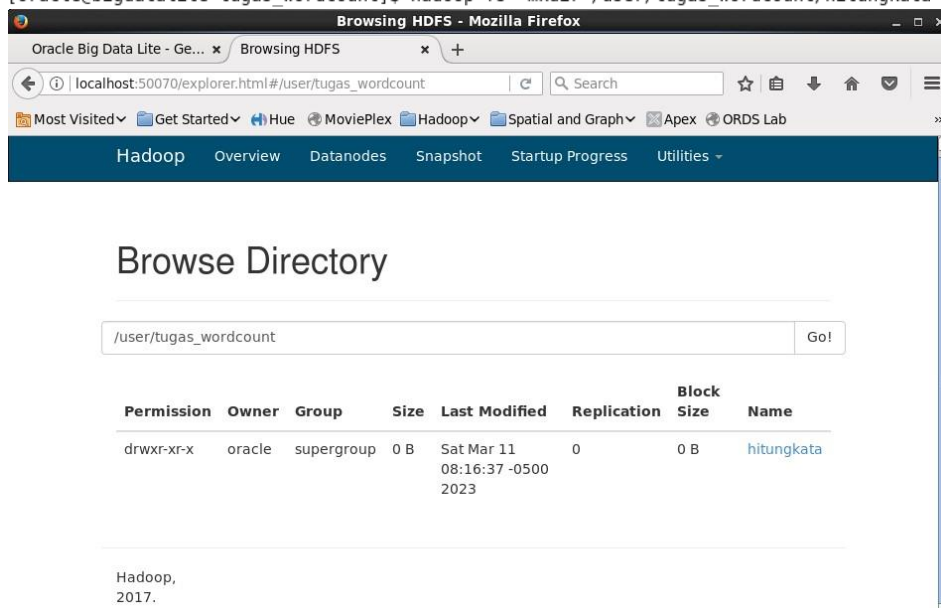 Browsing HDFS - Mozilla Firefox
Oracle Big Data Lite - Ge... × Browsing HDFS × +
localhost:50070/explorer.html#/user/tugas_wordcount Search
Most Visited Get Started Hue MoviePlex Hadoop Spatial and Graph Apex ORDS Lab »
Hadoop Overview Datanodes Snapshot Startup Progress Utilities
Browse Directory
/user/tugas_wordcount Go!
Permission Owner Group Size Last Modified Replication Block Size Name
drwxr-xr-x oracle supergroup 0 B Sat Mar 11 08:16:37 -0500 2023 0 0 B hitungkata
Hadoop,
2017.